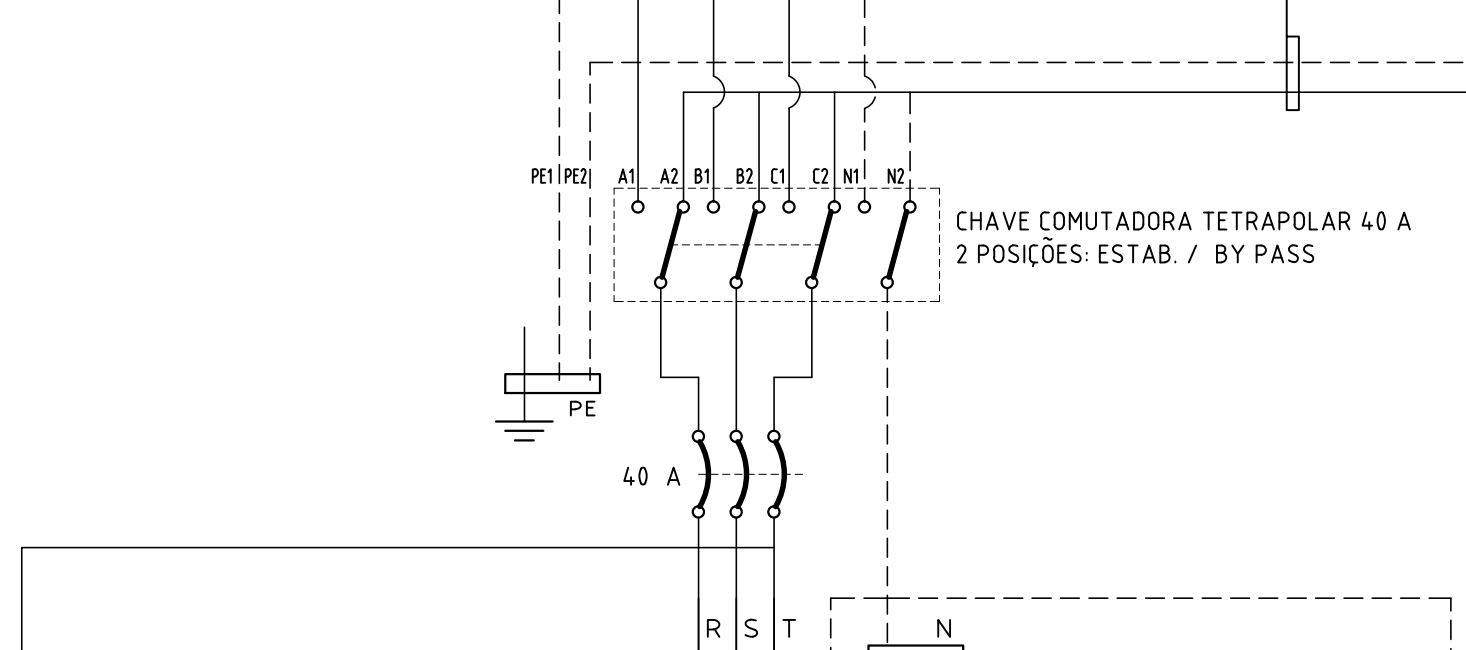 PE1 PE2 A1 A2 B1 B2 C1 C2 N1 N2
CHAVE COMUTADORA TETRAPOLAR 40 A
2 POSIÇÕES: ESTAB. / BY PASS
PE
40 A
R S T N